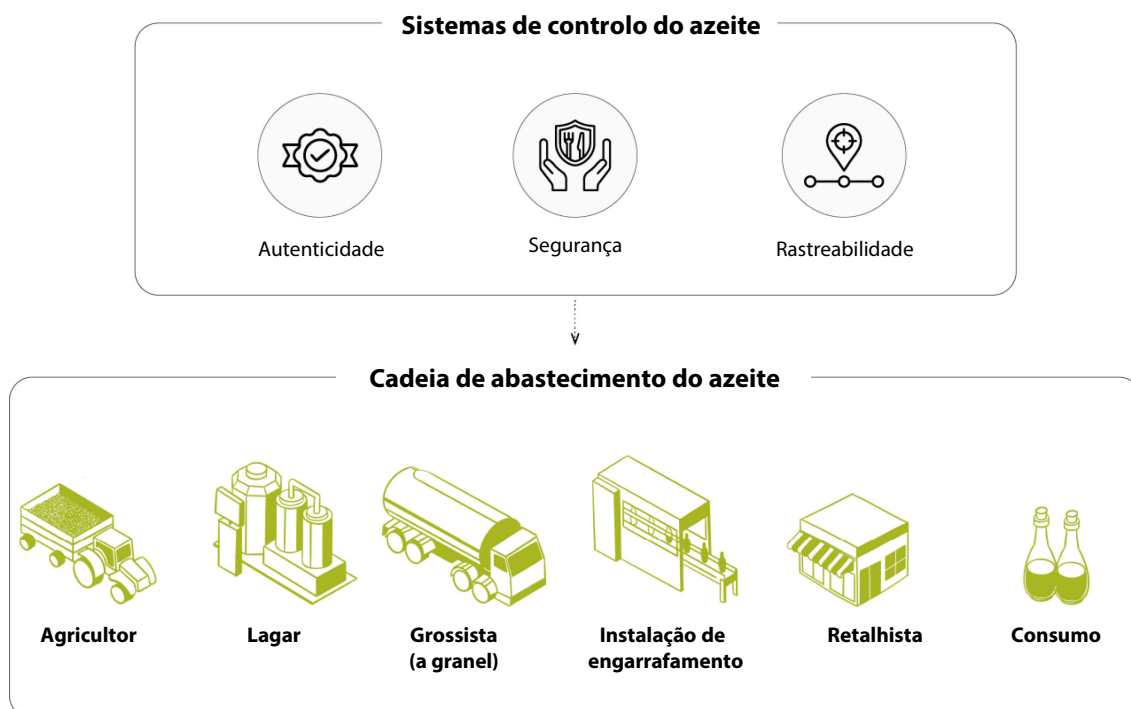 Sistemas de controlo do azeite
Autenticidade
Segurança
Rastreabilidade
Cadeia de abastecimento do azeite
Agricultor
Lagar
Grossista
(a granel)
Instalação de
engarrafamento
Retalhista
Consumo